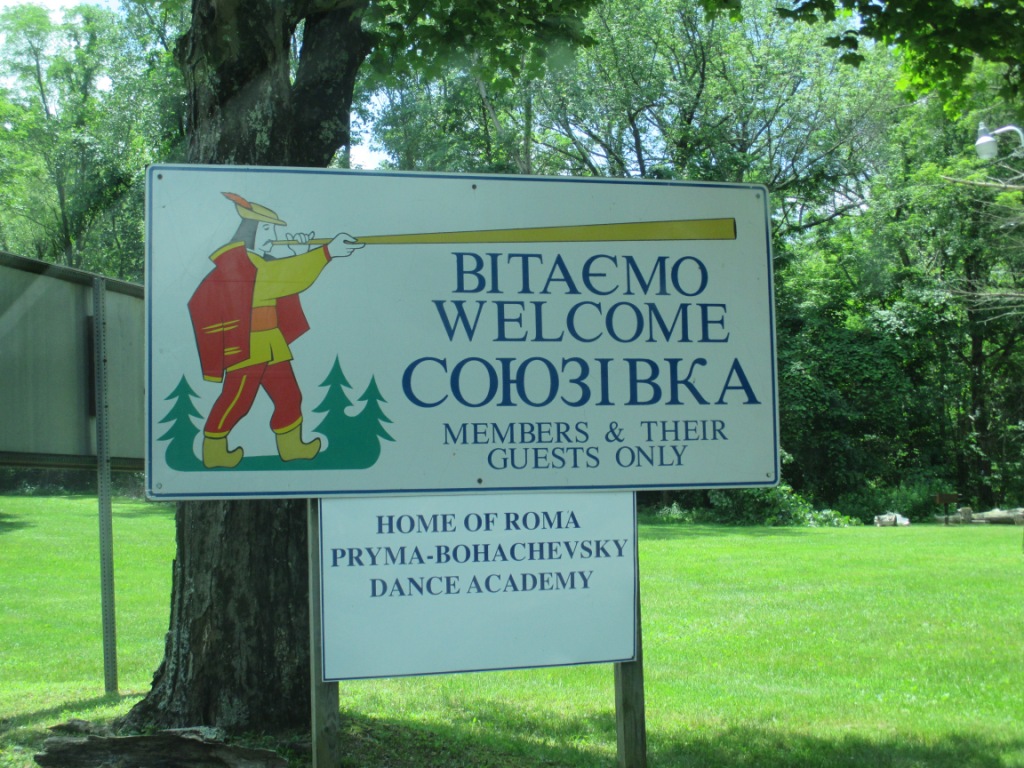 ВІТАЄМО
WELCOME
СОЮЗІВКА
MEMBERS & THEIR
GUESTS ONLY
HOME OF ROMA
PRYMA-BOHACHEVSKY
DANCE ACADEMY